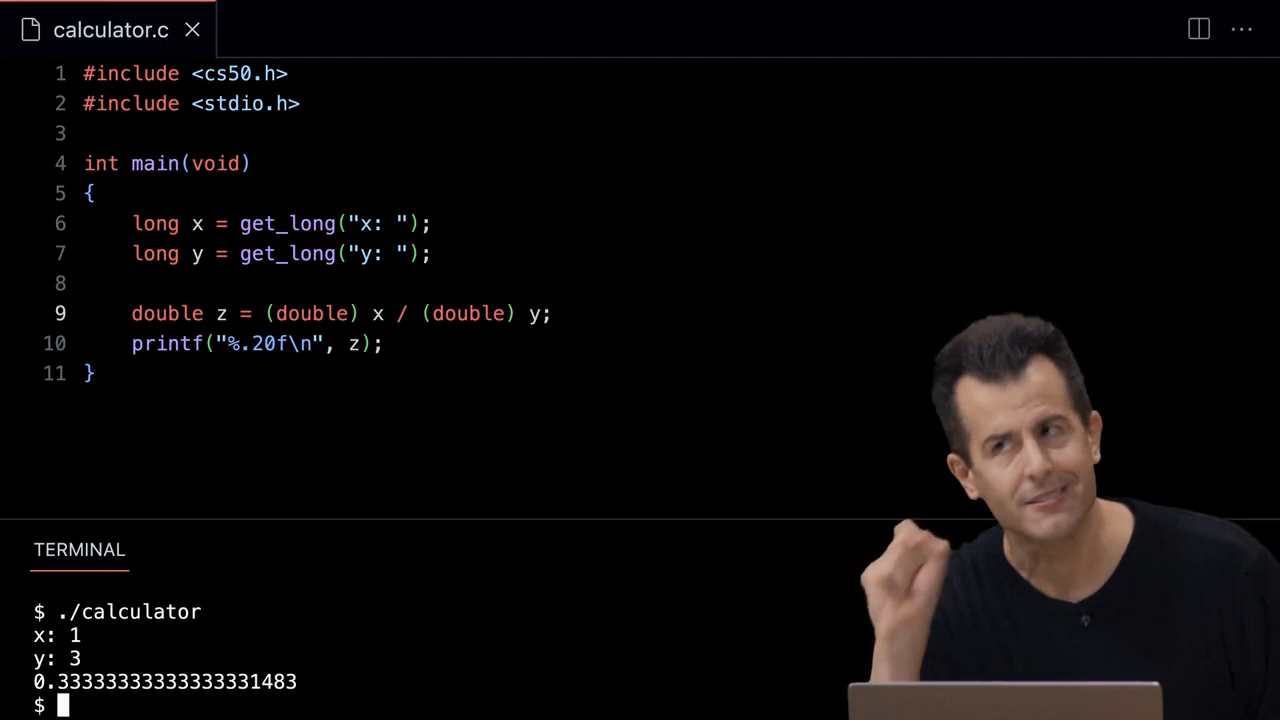 calculator.c
1 #include <cs50.h>
2 #include <stdio.h>
3
4 int main(void)
5 {
6     long x = get_long("x: ");
7     long y = get_long("y: ");
8
9     double z = (double) x / (double) y;
10     printf("%.20f\n", z);
11 }
TERMINAL
$ ./calculator
x: 1
y: 3
0.33333333333333331483
$